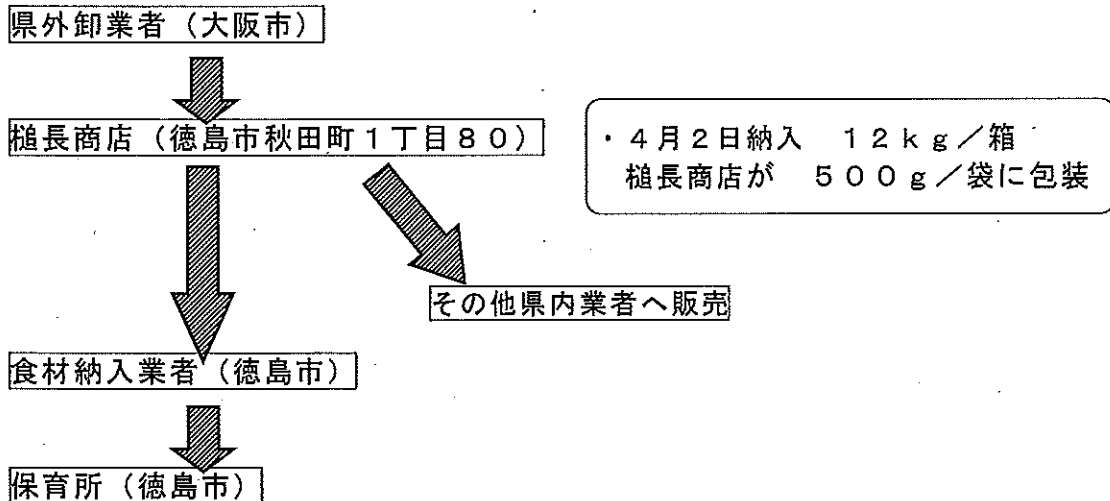 県外卸業者（大阪市）
槌長商店（徳島市秋田町１丁目８０）
・４月２日納入　１２ｋｇ／箱
槌長商店が　５００ｇ／袋に包装
その他県内業者へ販売
食材納入業者（徳島市）
保育所（徳島市）